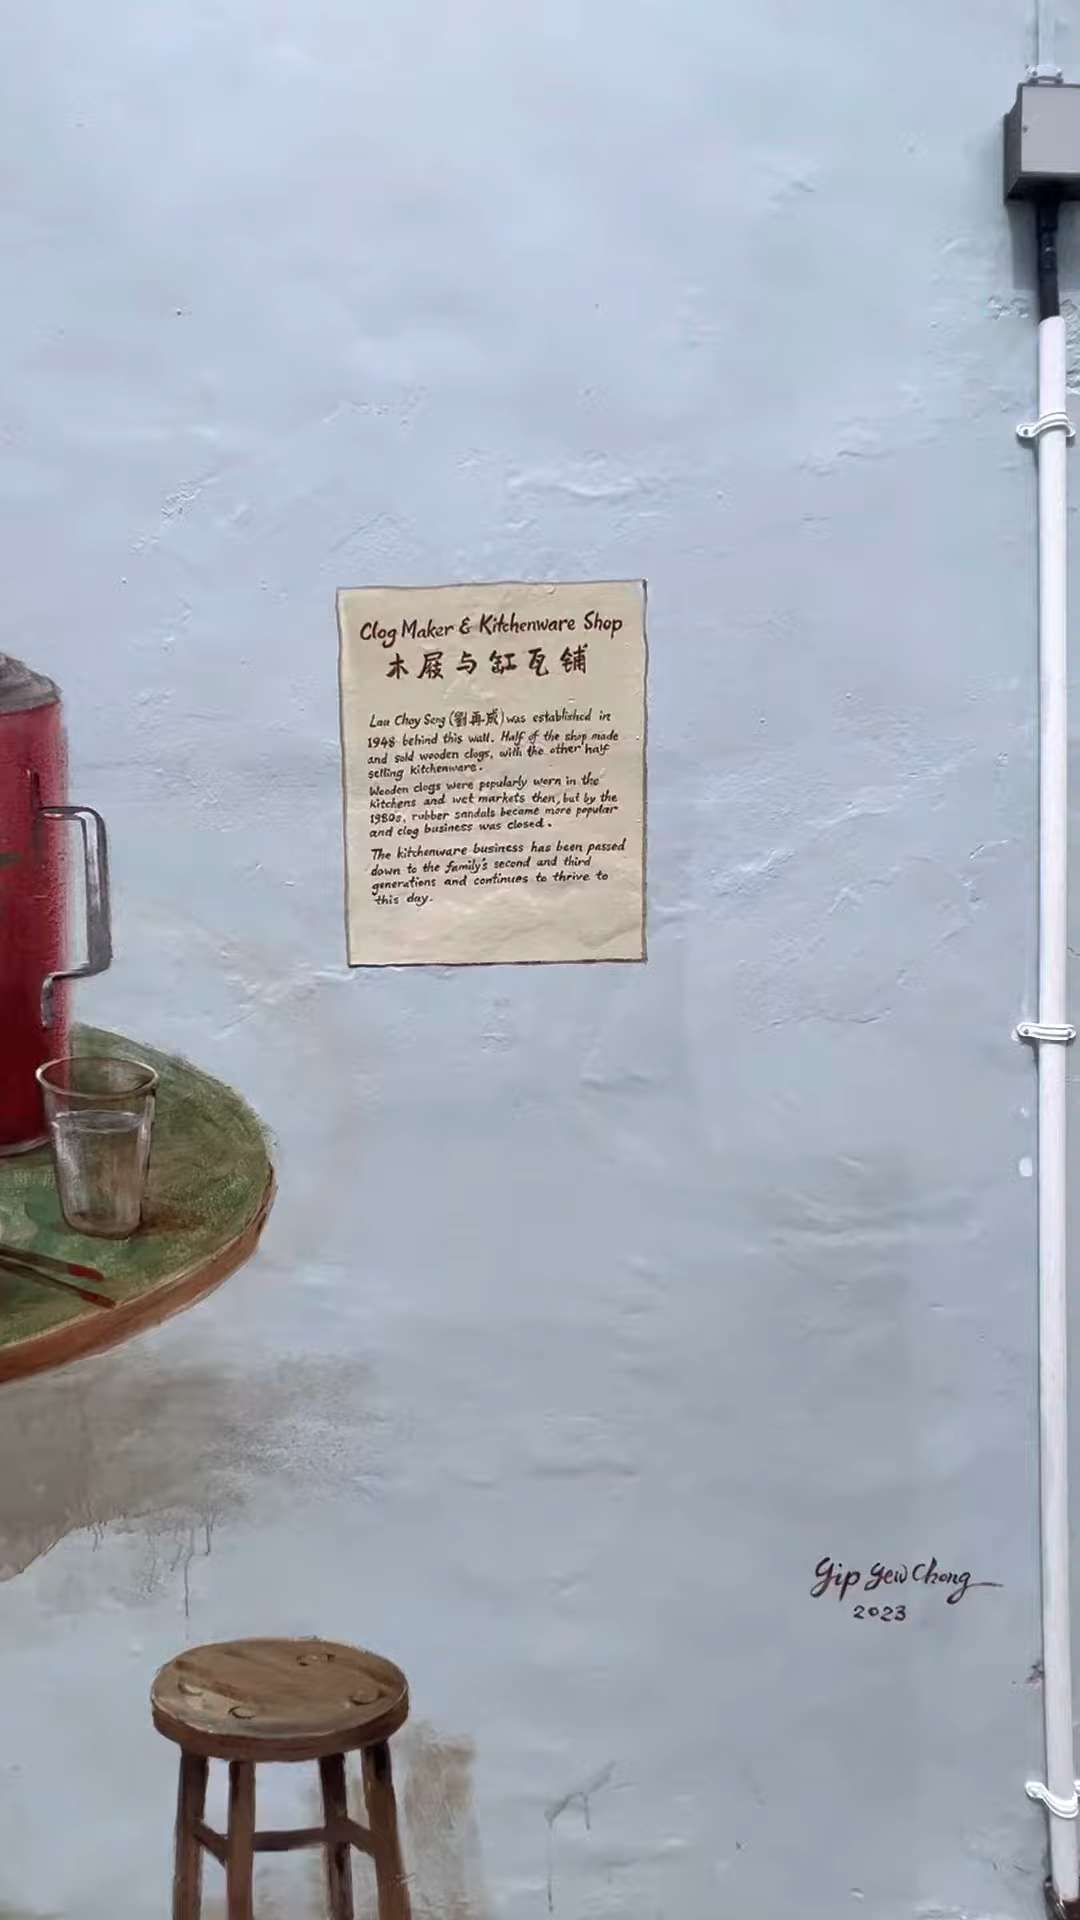 Clog Maker & Kitchenware Shop
木屐与缸瓦铺
Lau Choy Seng (劉再成) was established in
1948 behind this wall. Half of the shop made
and sold wooden clogs, with the other half
selling kitchenware.
Wooden clogs were popularly worn in the
kitchens and wet markets then, but by the
1980s, rubber sandals became more popular
and clog business was closed.
The kitchenware business has been passed
down to the family's second and third
generations and continues to thrive to
this day.
Yip Yew Chong
2023